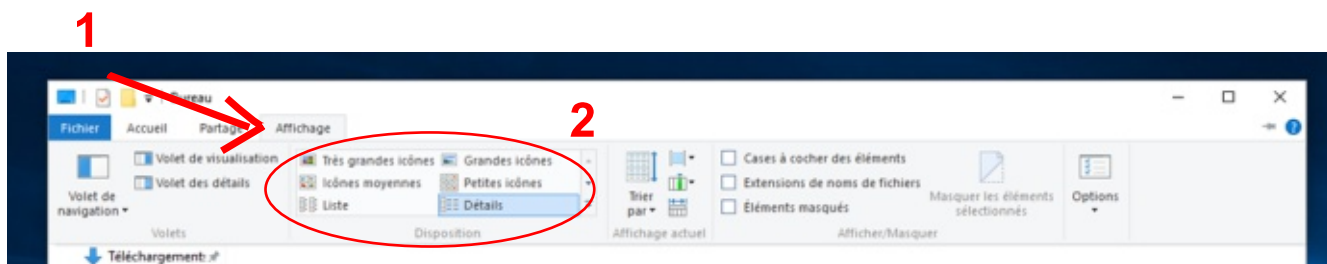 1
Bureau
2
Fichier Accueil Partage Affichage
Volet de navigation
Volet de visualisation
Volet des détails
Volets
Très grandes icônes Grandes icônes
Icônes moyennes Petites icônes
Liste Détails
Disposition
Trier par
Affichage actuel
Cases à cocher des éléments
Extensions de noms de fichiers
Éléments masqués
Masquer les éléments sélectionnés
Afficher/Masquer
Options
Téléchargement